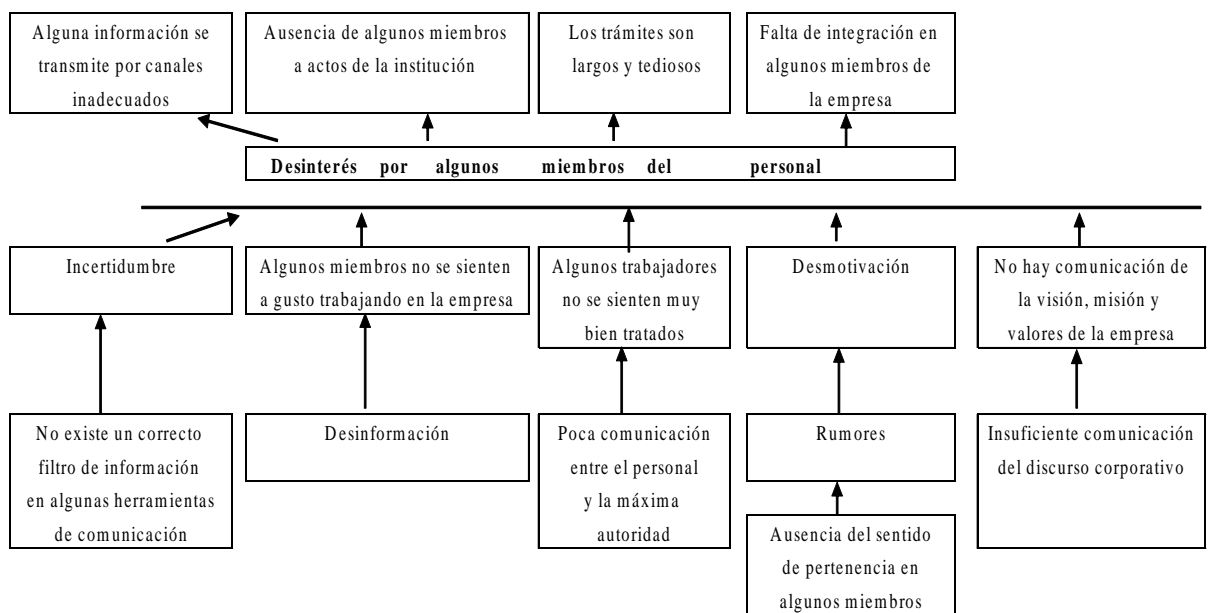 Alguna información se
transmite por canales
inadecuados
Ausencia de algunos miembros
a actos de la institución
Los trámites son
largos y tediosos
Falta de integración en
algunos miembros de
la empresa
Desinterés por algunos miembros del personal
Incertidumbre
Algunos miembros no se sienten
a gusto trabajando en la empresa
Algunos trabajadores
no se sienten muy
bien tratados
Desmotivación
No hay comunicación de
la visión, misión y
valores de la empresa
No existe un correcto
filtro de información
en algunas herramientas
de comunicación
Desinformación
Poca comunicación
entre el personal
y la máxima
autoridad
Rumores
Insuficiente comunicación
del discurso corporativo
Ausencia del sentido
de pertenencia en
algunos miembros